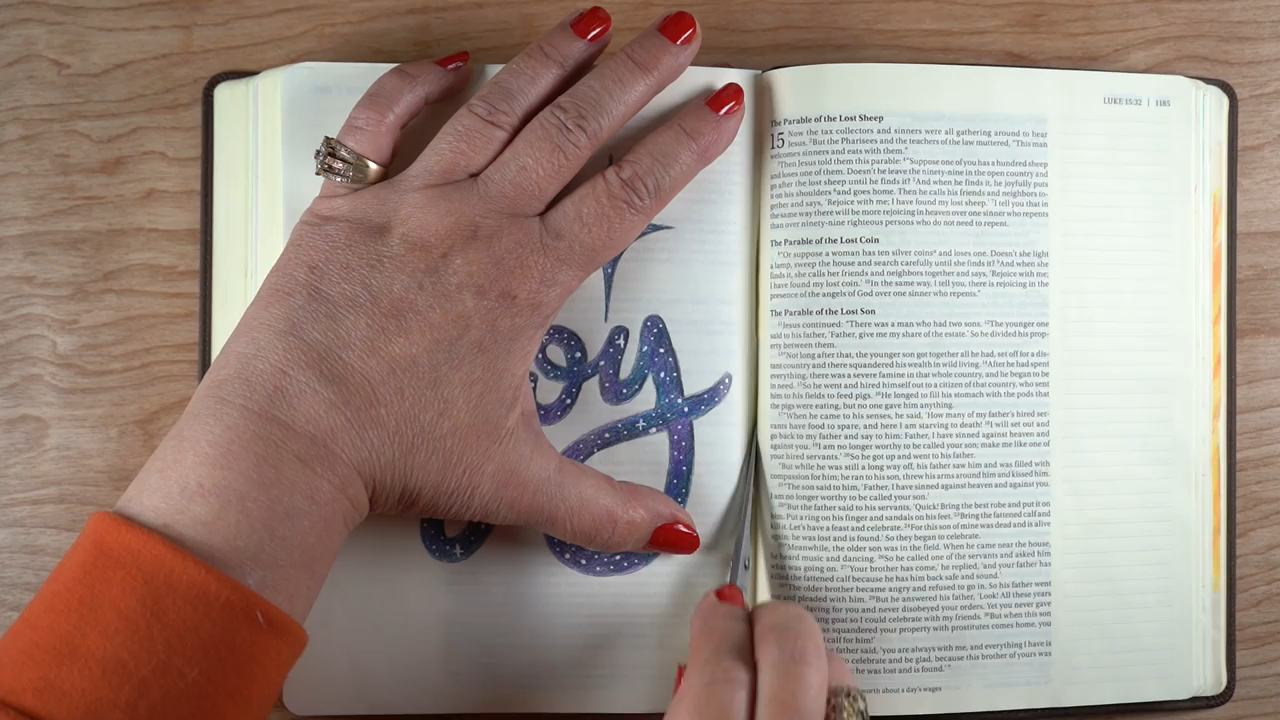 oy
LUKE 15:32 | 1185
The Parable of the Lost Sheep
15 Now the tax collectors and sinners were all gathering around to hear
Jesus. 2But the Pharisees and the teachers of the law muttered, "This man
welcomes sinners and eats with them."
3Then Jesus told them this parable: 4"Suppose one of you has a hundred sheep
and loses one of them. Doesn't he leave the ninety-nine in the open country and
go after the lost sheep until he finds it? 5And when he finds it, he joyfully puts
it on his shoulders 6and goes home. Then he calls his friends and neighbors to-
gether and says, 'Rejoice with me; I have found my lost sheep.' 7I tell you that in
the same way there will be more rejoicing in heaven over one sinner who repents
than over ninety-nine righteous persons who do not need to repent.
The Parable of the Lost Coin
8"Or suppose a woman has ten silver coinsa and loses one. Doesn't she light
a lamp, sweep the house and search carefully until she finds it? 9And when she
finds it, she calls her friends and neighbors together and says, 'Rejoice with me;
I have found my lost coin.' 10In the same way, I tell you, there is rejoicing in the
presence of the angels of God over one sinner who repents."
The Parable of the Lost Son
11Jesus continued: "There was a man who had two sons. 12The younger one
said to his father, 'Father, give me my share of the estate.' So he divided his prop-
erty between them.
13"Not long after that, the younger son got together all he had, set off for a dis-
tant country and there squandered his wealth in wild living. 14After he had spent
everything, there was a severe famine in that whole country, and he began to be
in need. 15So he went and hired himself out to a citizen of that country, who sent
him to his fields to feed pigs. 16He longed to fill his stomach with the pods that
the pigs were eating, but no one gave him anything.
17"When he came to his senses, he said, 'How many of my father's hired ser-
vants have food to spare, and here I am starving to death! 18I will set out and
go back to my father and say to him: Father, I have sinned against heaven and
against you. 19I am no longer worthy to be called your son; make me like one of
your hired servants.' 20So he got up and went to his father.
"But while he was still a long way off, his father saw him and was filled with
compassion for him; he ran to his son, threw his arms around him and kissed him.
21"The son said to him, 'Father, I have sinned against heaven and against you.
I am no longer worthy to be called your son.'
22"But the father said to his servants, 'Quick! Bring the best robe and put it on
him. Put a ring on his finger and sandals on his feet. 23Bring the fattened calf and
kill it. Let's have a feast and celebrate. 24For this son of mine was dead and is alive
again; he was lost and is found.' So they began to celebrate.
25"Meanwhile, the older son was in the field. When he came near the house,
he heard music and dancing. 26So he called one of the servants and asked him
what was going on. 27'Your brother has come,' he replied, 'and your father has
killed the fattened calf because he has him back safe and sound.'
28"The older brother became angry and refused to go in. So his father went
out and pleaded with him. 29But he answered his father, 'Look! All these years
slaving for you and never disobeyed your orders. Yet you never gave
young goat so I could celebrate with my friends. 30But when this son
has squandered your property with prostitutes comes home, you
calf for him!'
father said, 'you are always with me, and everything I have is
to celebrate and be glad, because this brother of yours was
he was lost and is found.'"
worth about a day's wages